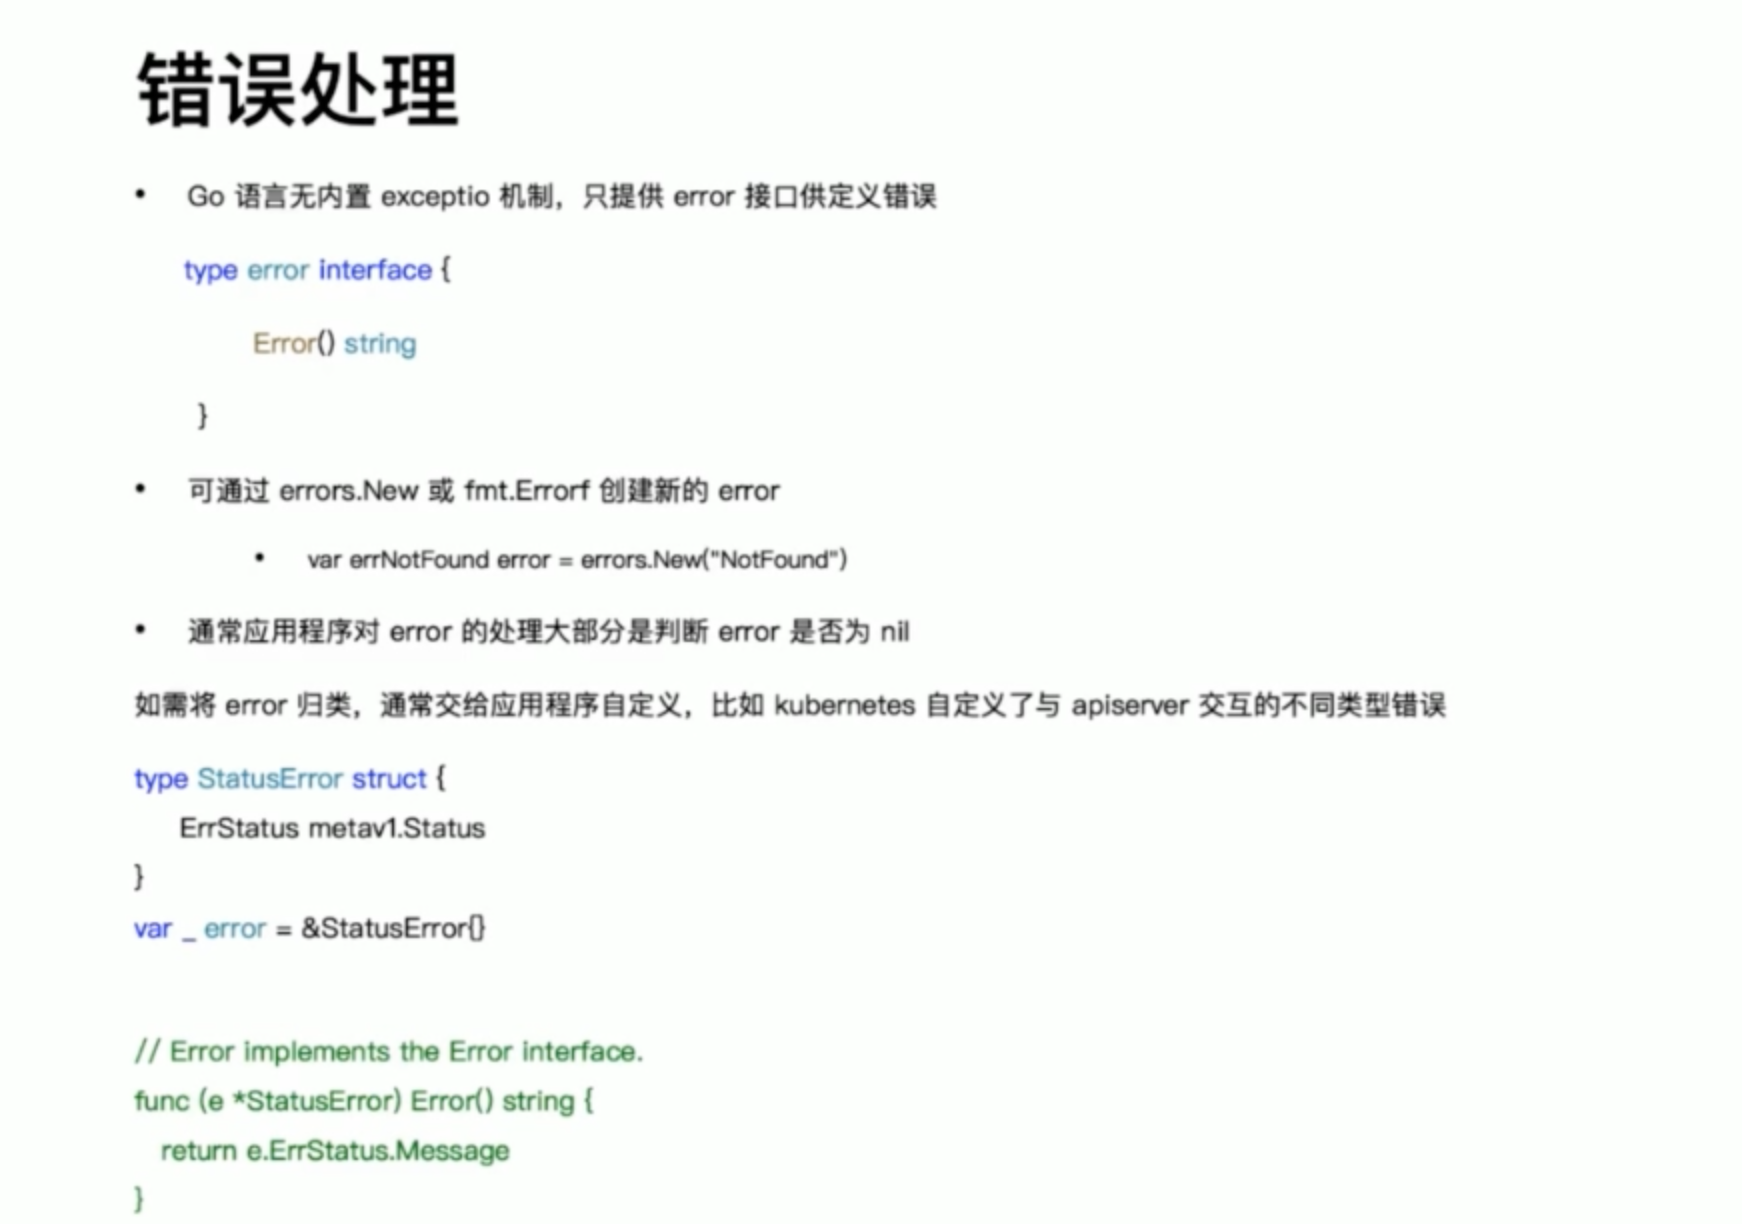 错误处理
• Go 语言无内置 exceptio 机制，只提供 error 接口供定义错误
type error interface {
Error() string
}
• 可通过 errors.New 或 fmt.Errorf 创建新的 error
• var errNotFound error = errors.New("NotFound")
• 通常应用程序对 error 的处理大部分是判断 error 是否为 nil
如需将 error 归类，通常交给应用程序自定义，比如 kubernetes 自定义了与 apiserver 交互的不同类型错误
type StatusError struct {
ErrStatus metav1.Status
}
var _ error = &StatusError{}
// Error implements the Error interface.
func (e *StatusError) Error() string {
return e.ErrStatus.Message
}